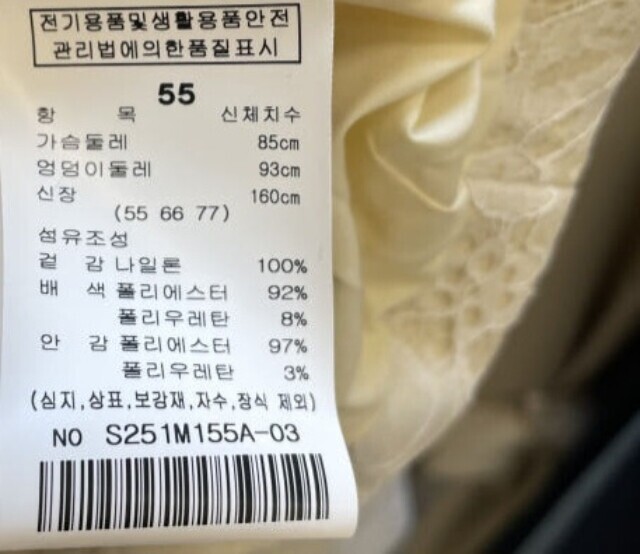 전기용품및생활용품안전
관리법에의한품질표시
55
항 목 신체치수
가슴둘레 85cm
엉덩이둘레 93cm
신장 160cm
(55 66 77)
섬유조성
겉 감 나일론 100%
배 색 폴리에스터 92%
폴리우레탄 8%
안 감 폴리에스터 97%
폴리우레탄 3%
(심지,상표,보강재,자수,장식 제외)
NO S251M155A-03